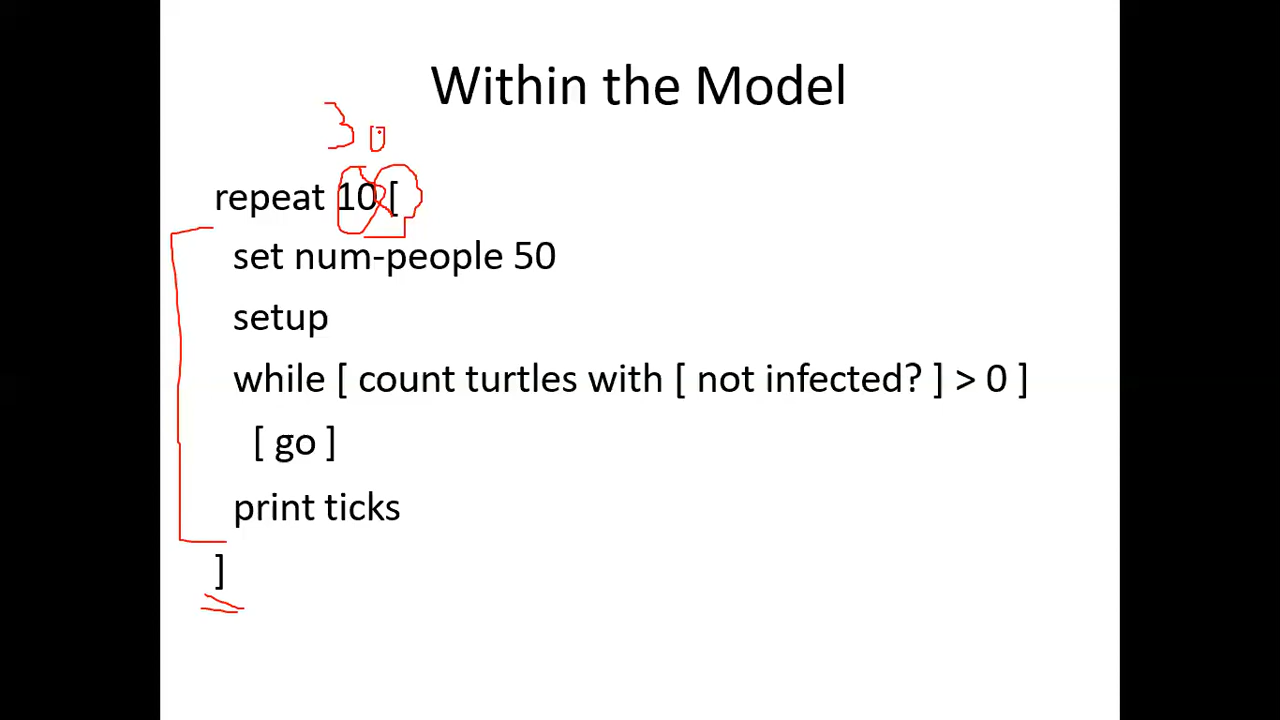 Within the Model
30
repeat 10 [
set num-people 50
setup
while [ count turtles with [ not infected? ] > 0 ]
[ go ]
print ticks
]